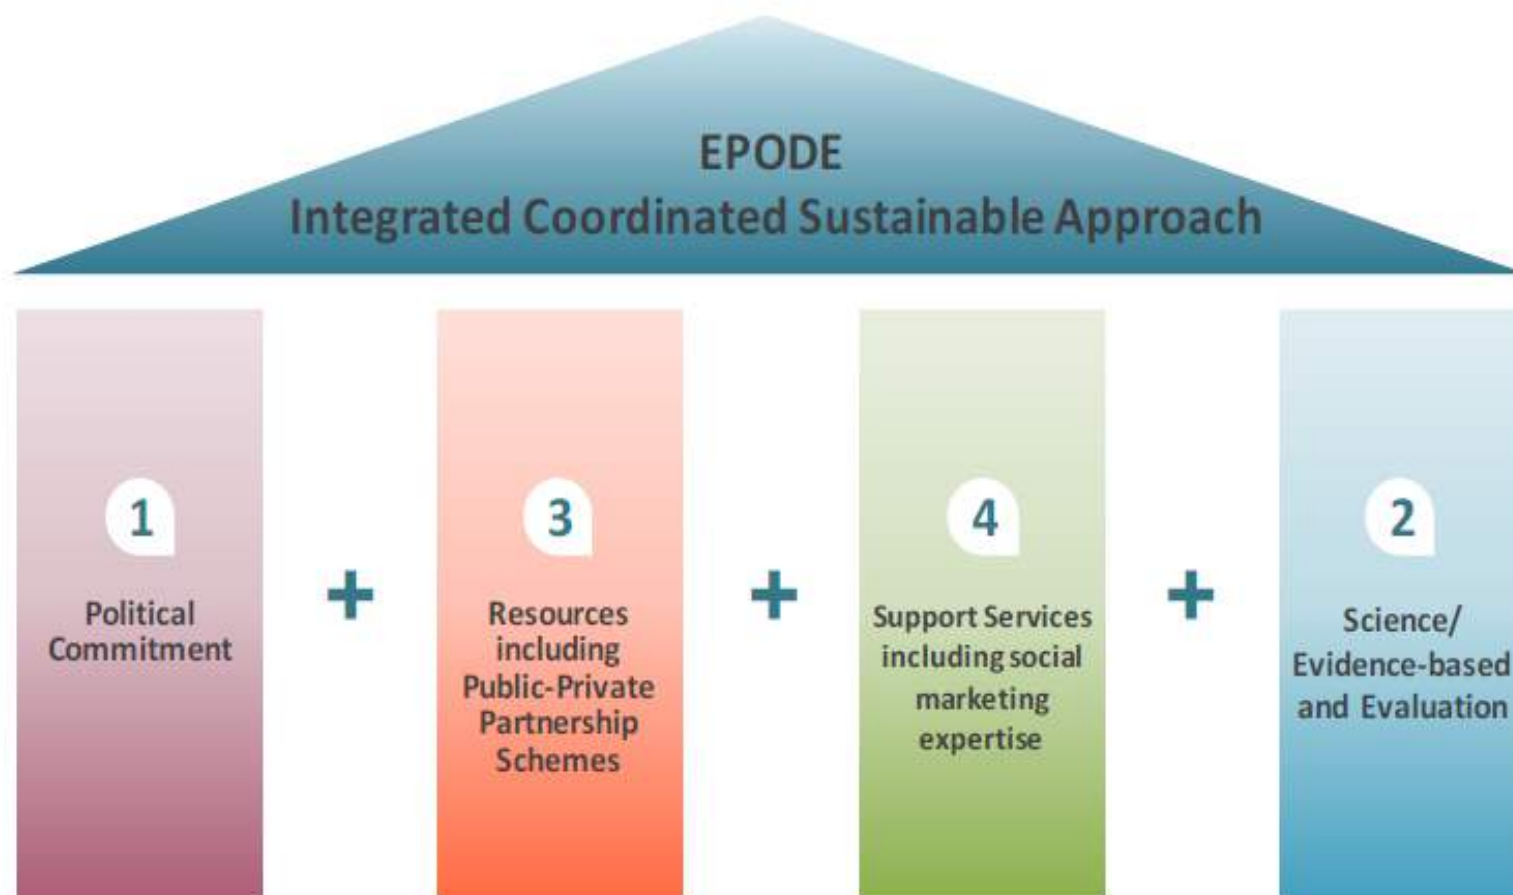 EPODE
Integrated Coordinated Sustainable Approach
1
Political
Commitment
+
3
Resources
including
Public-Private
Partnership
Schemes
+
4
Support Services
including social
marketing
expertise
+
2
Science/
Evidence-based
and Evaluation